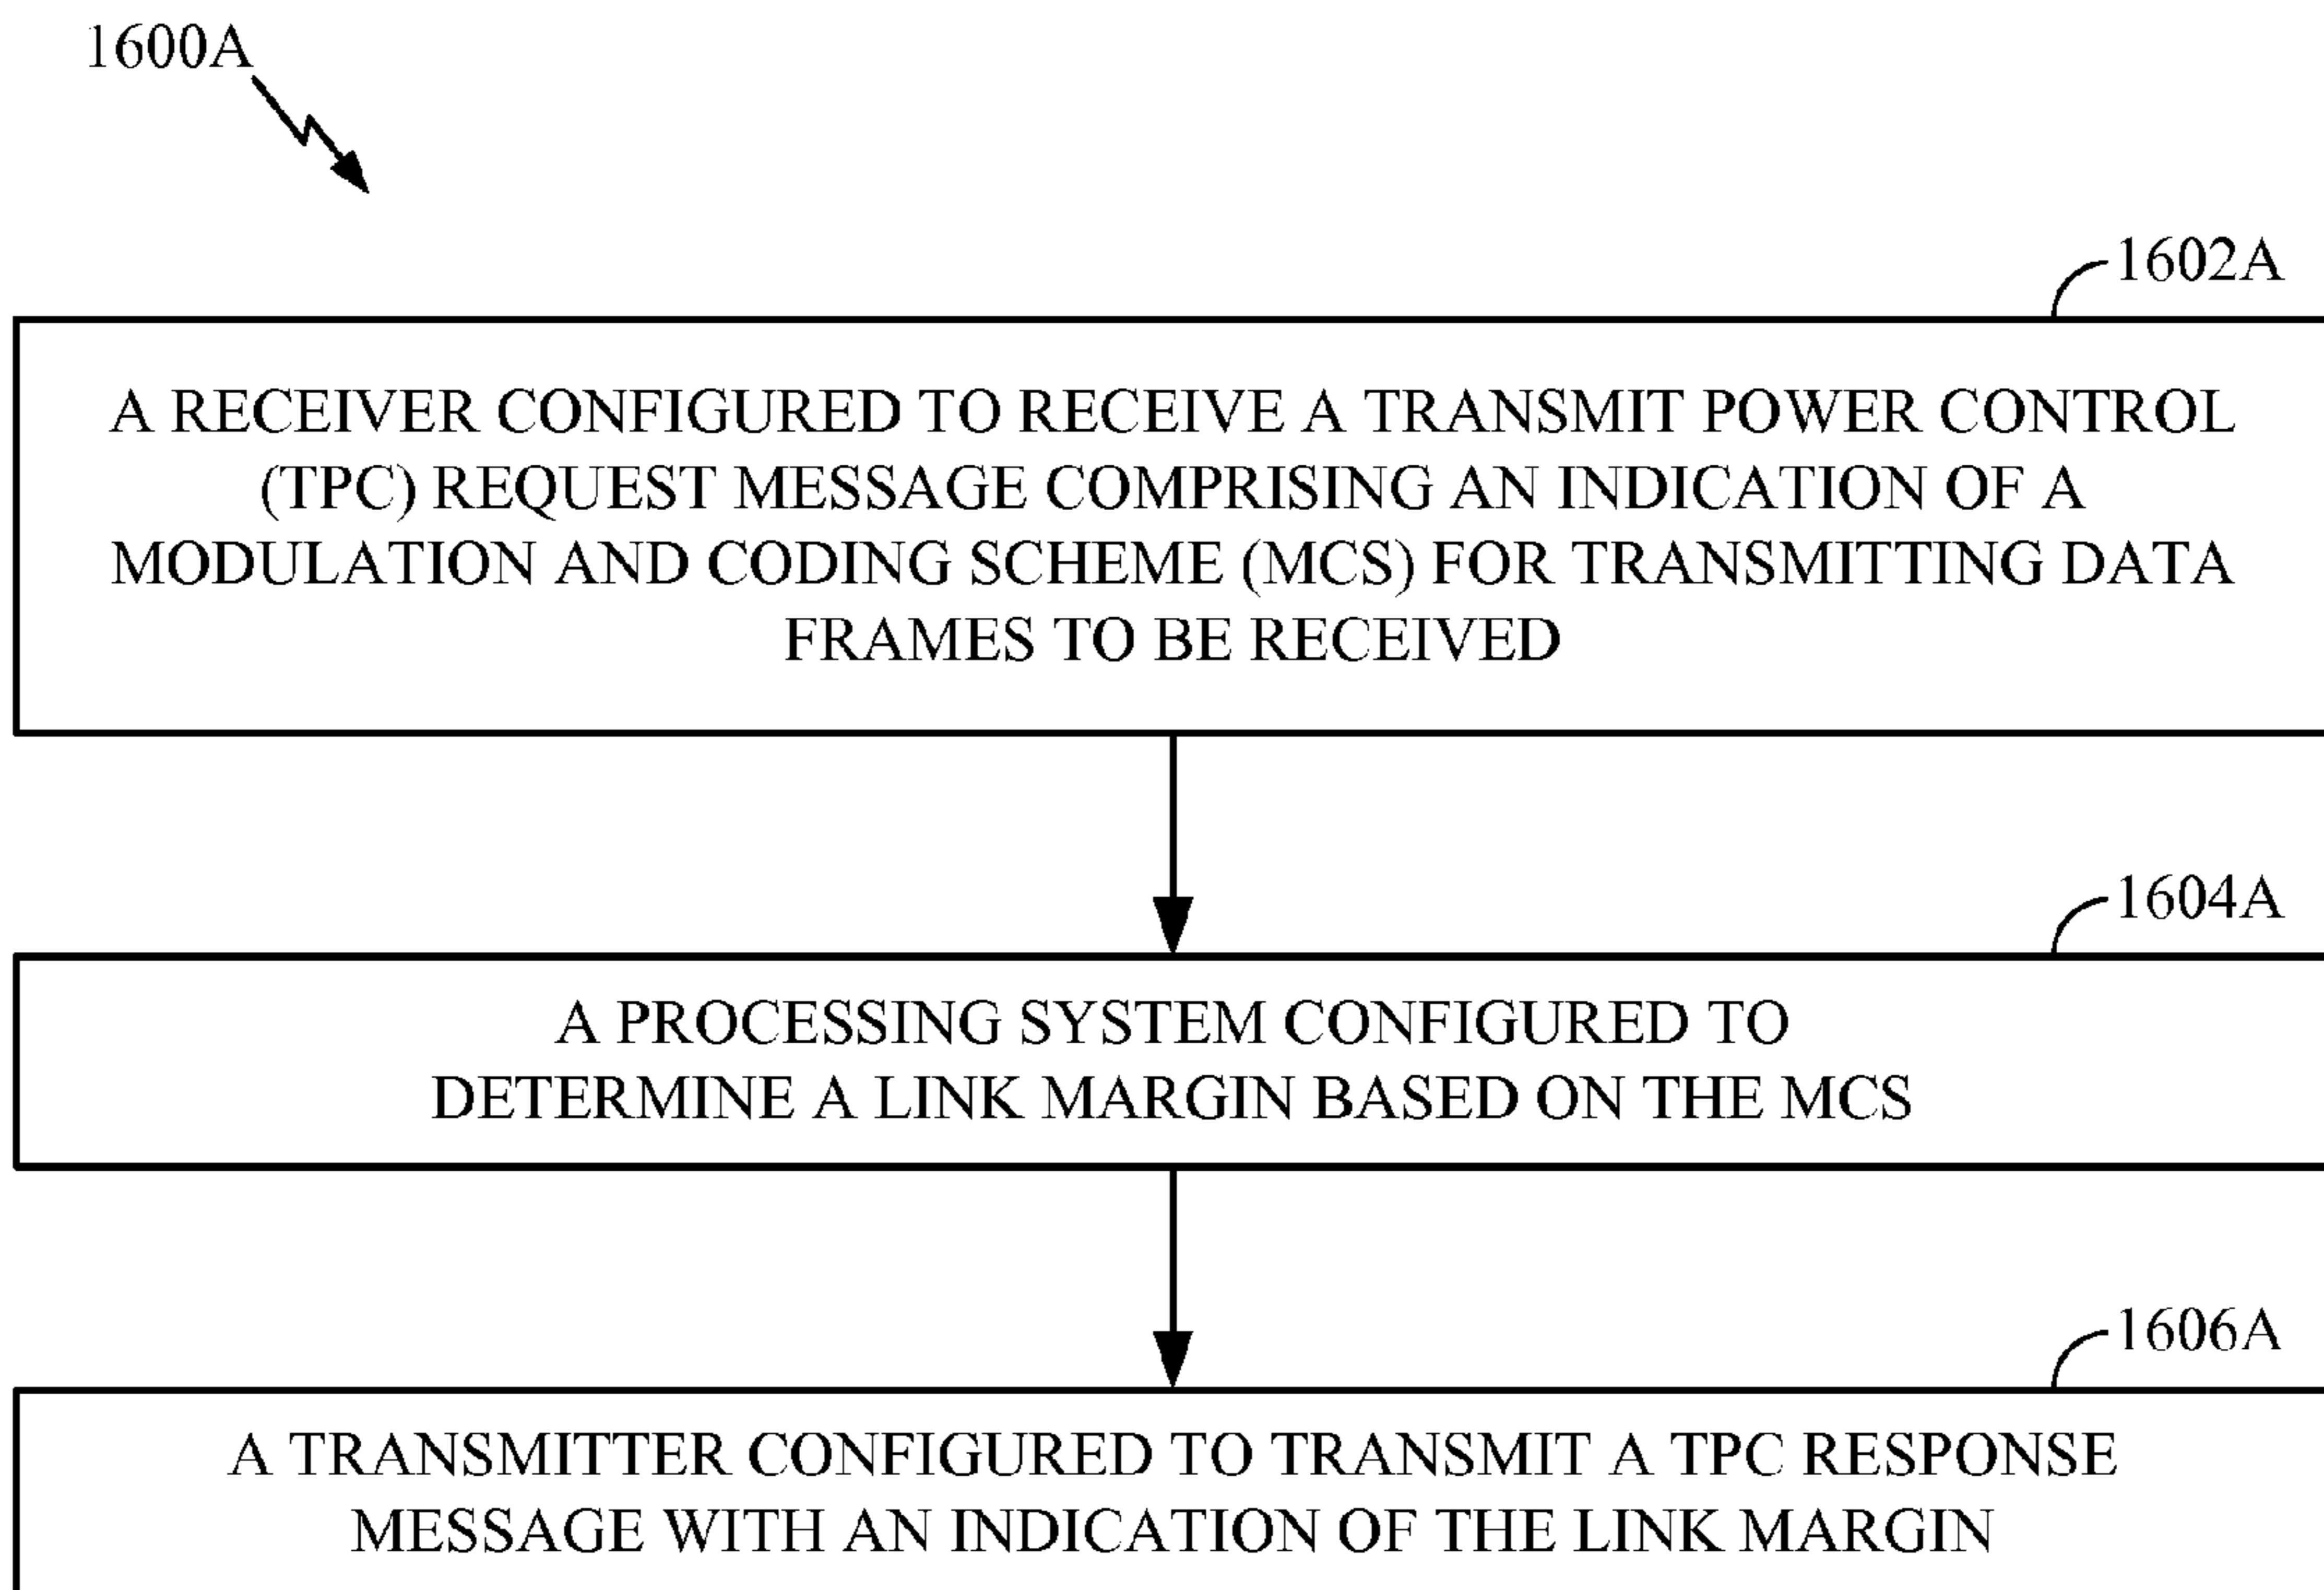 1600A
1602A
A RECEIVER CONFIGURED TO RECEIVE A TRANSMIT POWER CONTROL
(TPC) REQUEST MESSAGE COMPRISING AN INDICATION OF A
MODULATION AND CODING SCHEME (MCS) FOR TRANSMITTING DATA
FRAMES TO BE RECEIVED
1604A
A PROCESSING SYSTEM CONFIGURED TO
DETERMINE A LINK MARGIN BASED ON THE MCS
1606A
A TRANSMITTER CONFIGURED TO TRANSMIT A TPC RESPONSE
MESSAGE WITH AN INDICATION OF THE LINK MARGIN